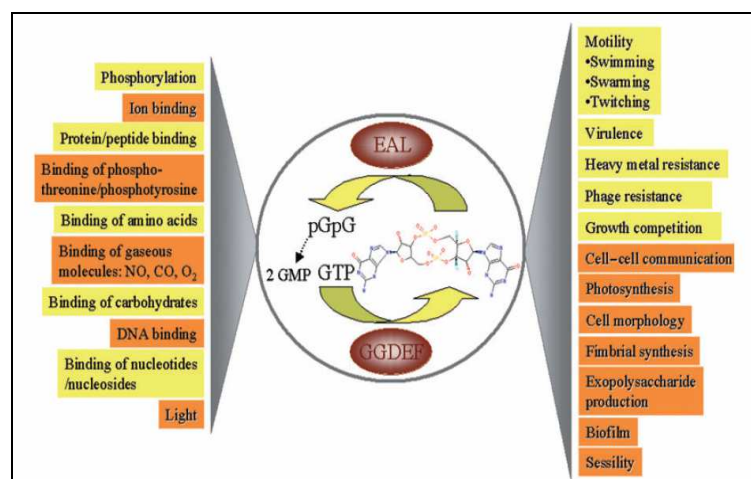 Phosphorylation
Ion binding
Protein/peptide binding
Binding of phospho-
threonine/phosphotyrosine
Binding of amino acids
Binding of gaseous
molecules: NO, CO, O₂
Binding of carbohydrates
DNA binding
Binding of nucleotides
/nucleosides
Light
EAL
pGpG
2 GMP
GTP
GGDEF
Motility
•Swimming
•Swarming
•Twitching
Virulence
Heavy metal resistance
Phage resistance
Growth competition
Cell–cell communication
Photosynthesis
Cell morphology
Fimbrial synthesis
Exopolysaccharide
production
Biofilm
Sessility